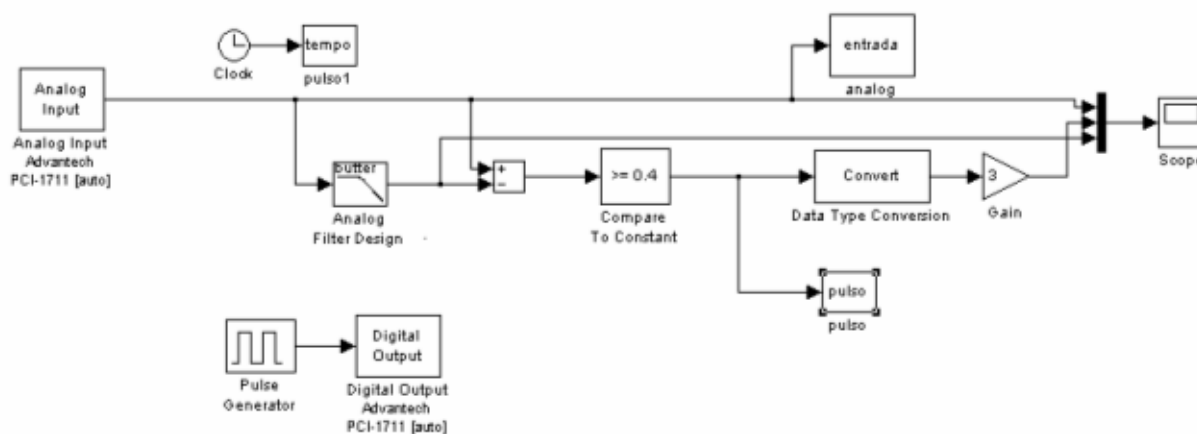 tempo
Clock
pulso1
entrada
analog
Analog
Input
Analog Input
Advantech
PCI-1711 [auto]
butter
Analog
Filter Design
+
−
>= 0.4
Compare
To Constant
Convert
Data Type Conversion
3
Gain
Scope
pulso
pulso
Pulse
Generator
Digital
Output
Digital Output
Advantech
PCI-1711 [auto]